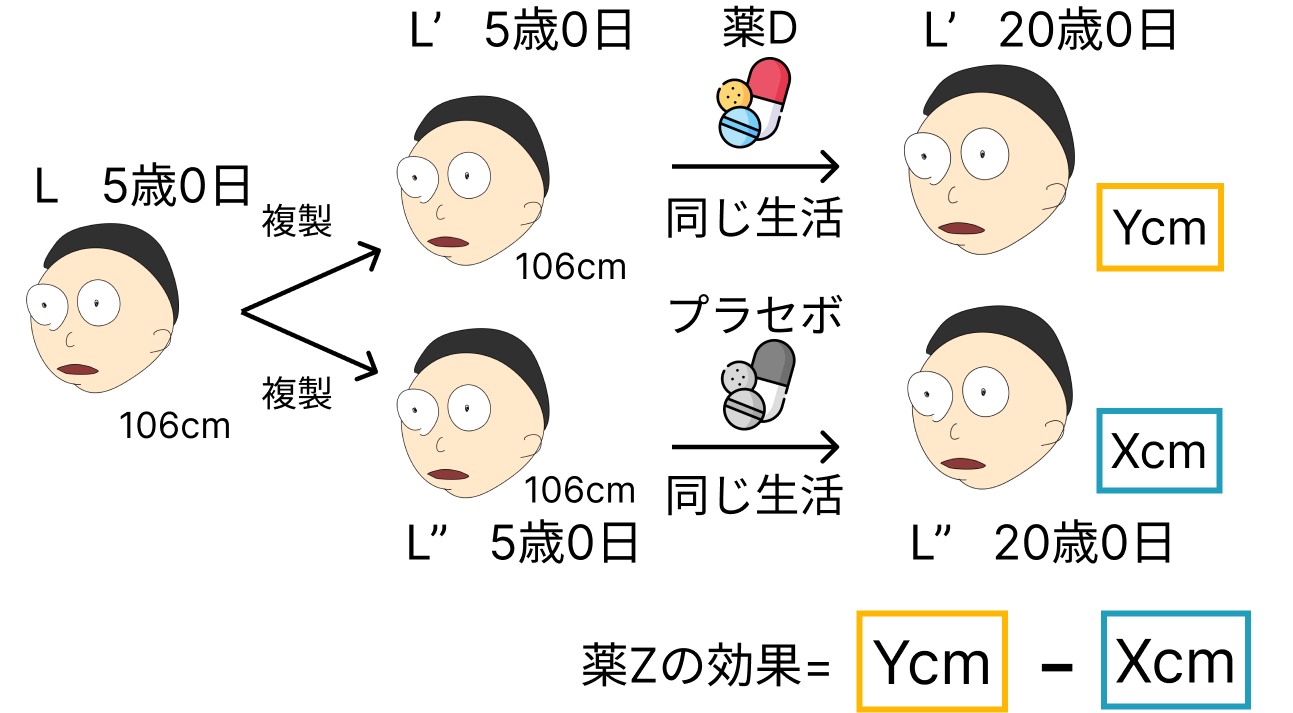 L 5歳0日
106cm
複製
複製
L’ 5歳0日
106cm
106cm
L” 5歳0日
薬D
同じ生活
プラセボ
同じ生活
L’ 20歳0日
Ycm
Xcm
L” 20歳0日
薬Zの効果= Ycm − Xcm